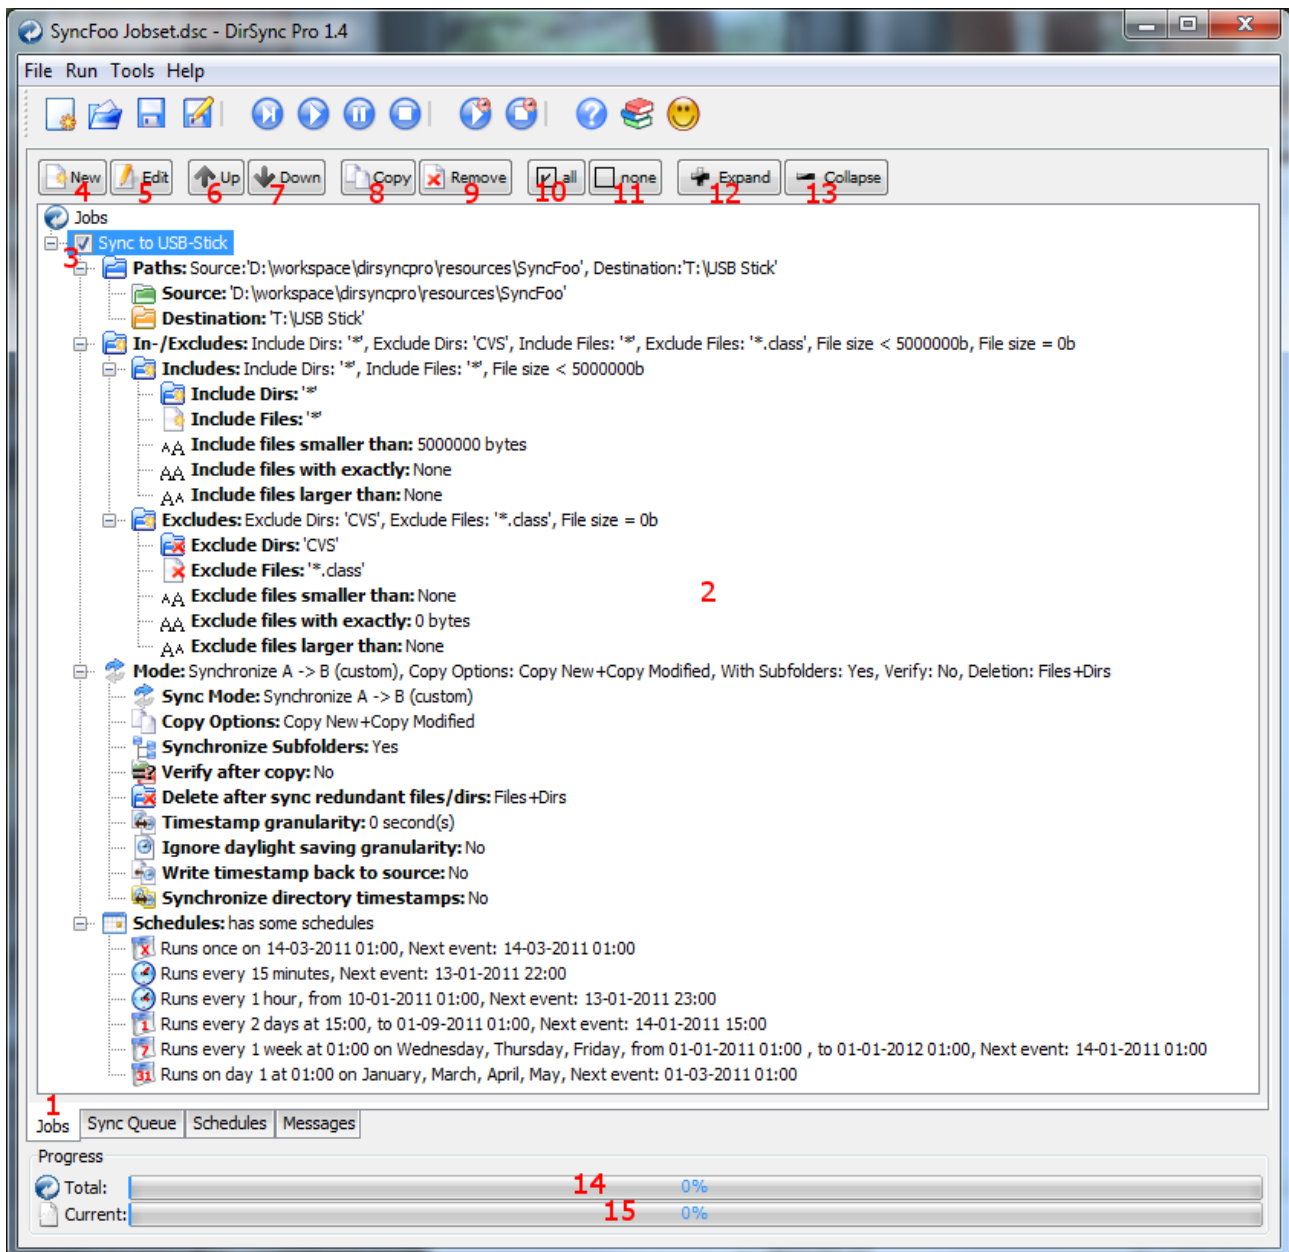 SyncFoo Jobset.dsc - DirSync Pro 1.4
File Run Tools Help
New Edit Up Down Copy Remove all none Expand Collapse
4 5 6 7 8 9 10 11 12 13
Jobs
Sync to USB-Stick
3
Paths: Source:'D:\workspace\dirsyncpro\resources\SyncFoo', Destination:'T:\USB Stick'
Source: 'D:\workspace\dirsyncpro\resources\SyncFoo'
Destination: 'T:\USB Stick'
In-/Excludes: Include Dirs: '*', Exclude Dirs: 'CVS', Include Files: '*', Exclude Files: '*.class', File size < 5000000b, File size = 0b
Includes: Include Dirs: '*', Include Files: '*', File size < 5000000b
Include Dirs: '*'
Include Files: '*'
Include files smaller than: 5000000 bytes
Include files with exactly: None
Include files larger than: None
Excludes: Exclude Dirs: 'CVS', Exclude Files: '*.class', File size = 0b
Exclude Dirs: 'CVS'
Exclude Files: '*.class'
Exclude files smaller than: None
2
Exclude files with exactly: 0 bytes
Exclude files larger than: None
Mode: Synchronize A -> B (custom), Copy Options: Copy New+Copy Modified, With Subfolders: Yes, Verify: No, Deletion: Files+Dirs
Sync Mode: Synchronize A -> B (custom)
Copy Options: Copy New+Copy Modified
Synchronize Subfolders: Yes
Verify after copy: No
Delete after sync redundant files/dirs: Files+Dirs
Timestamp granularity: 0 second(s)
Ignore daylight saving granularity: No
Write timestamp back to source: No
Synchronize directory timestamps: No
Schedules: has some schedules
Runs once on 14-03-2011 01:00, Next event: 14-03-2011 01:00
Runs every 15 minutes, Next event: 13-01-2011 22:00
Runs every 1 hour, from 10-01-2011 01:00, Next event: 13-01-2011 23:00
1 Runs every 2 days at 15:00, to 01-09-2011 01:00, Next event: 14-01-2011 15:00
7 Runs every 1 week at 01:00 on Wednesday, Thursday, Friday, from 01-01-2011 01:00 , to 01-01-2012 01:00, Next event: 14-01-2011 01:00
31 Runs on day 1 at 01:00 on January, March, April, May, Next event: 01-03-2011 01:00
1
Jobs Sync Queue Schedules Messages
Progress
Total: 14 0%
Current: 15 0%